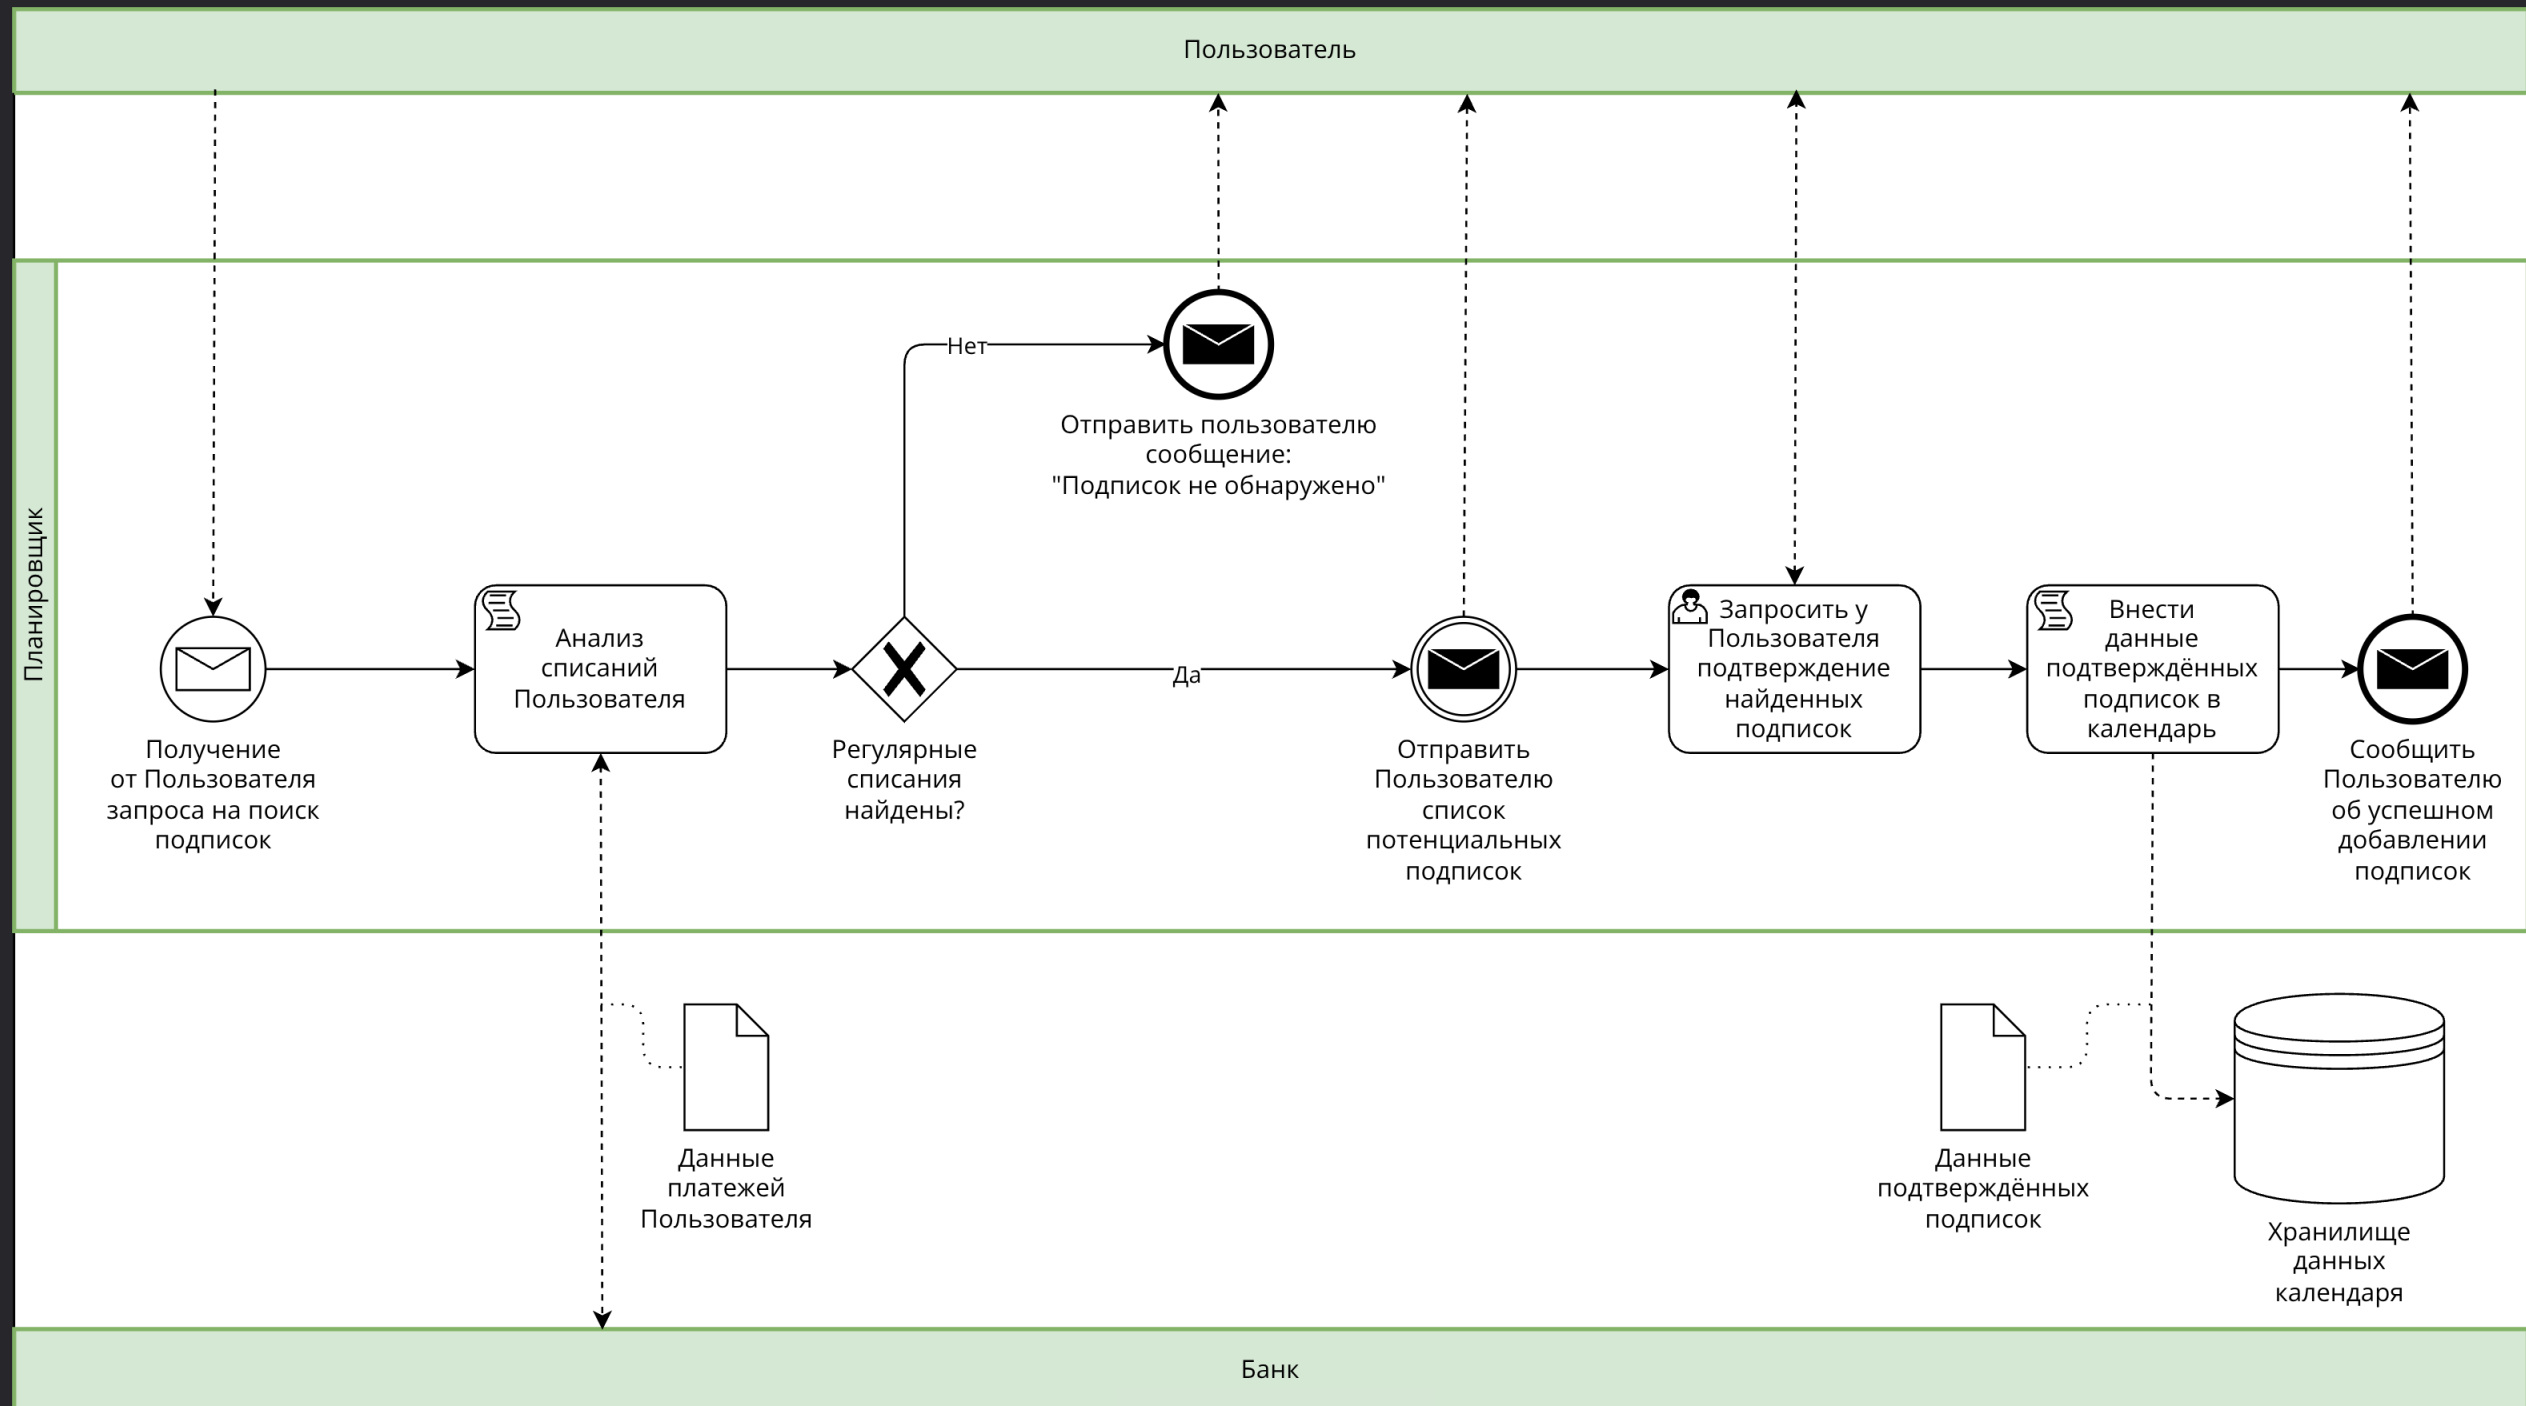 Пользователь
Планировщик
Нет
Отправить пользователю
сообщение:
"Подписок не обнаружено"
Получение
от Пользователя
запроса на поиск
подписок
Анализ
списаний
Пользователя
Регулярные
списания
найдены?
Да
Отправить
Пользователю
список
потенциальных
подписок
Запросить у
Пользователя
подтверждение
найденных
подписок
Внести
данные
подтверждённых
подписок в
календарь
Сообщить
Пользователю
об успешном
добавлении
подписок
Данные
платежей
Пользователя
Данные
подтверждённых
подписок
Хранилище
данных
календаря
Банк